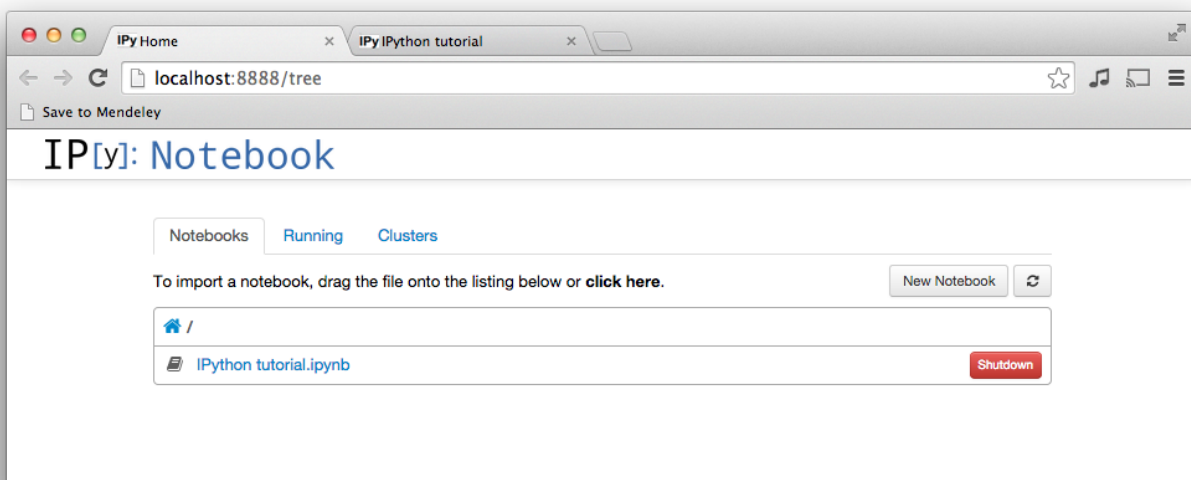 IPy Home × IPy IPython tutorial ×
localhost:8888/tree
Save to Mendeley
IP[y]: Notebook
Notebooks Running Clusters
To import a notebook, drag the file onto the listing below or click here. New Notebook
/
IPython tutorial.ipynb Shutdown